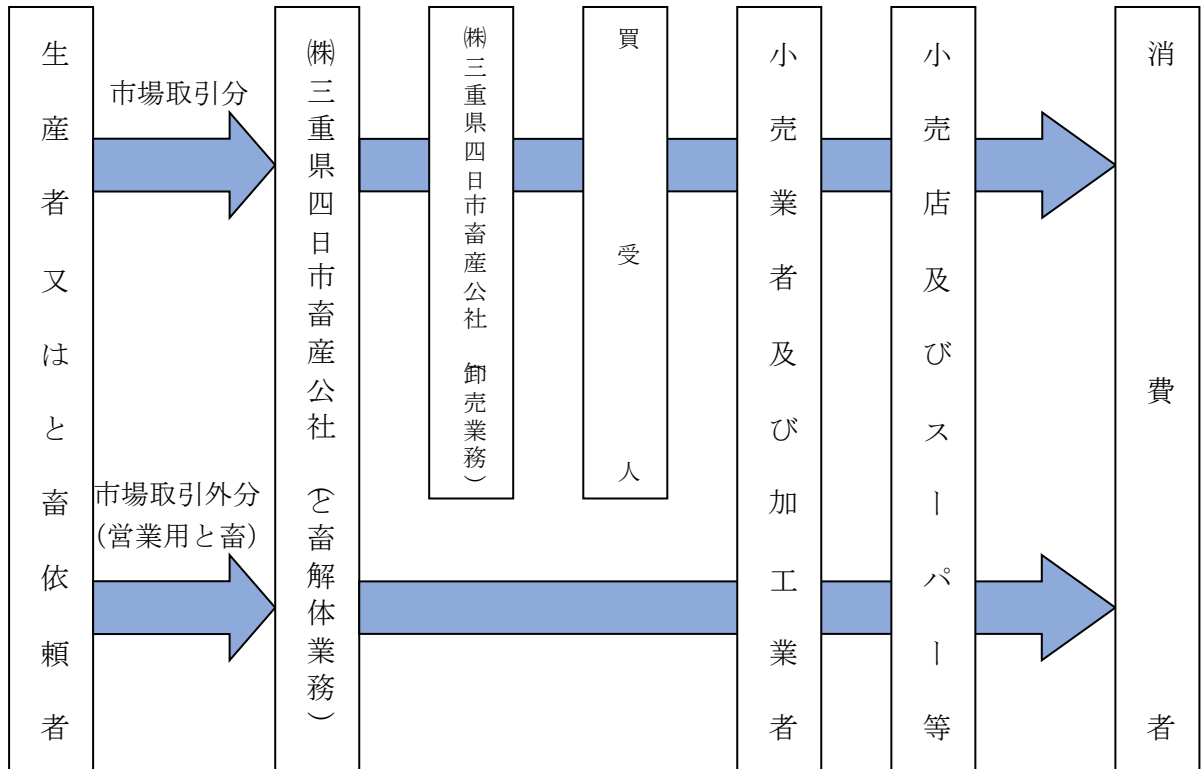 生産者又はと畜依頼者
市場取引分
市場取引外分
(営業用と畜)
㈱三重県四日市畜産公社 (と畜解体業務)
㈱三重県四日市畜産公社 (卸売業務)
買受人
小売業者及び加工業者
小売店及びスーパー等
消費者